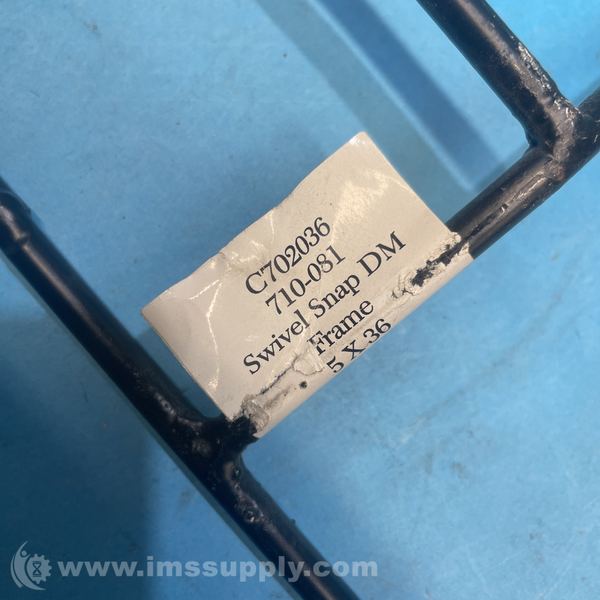 C702036
710-081
Swivel Snap DM
Frame
5 X 36
www.imssupply.com